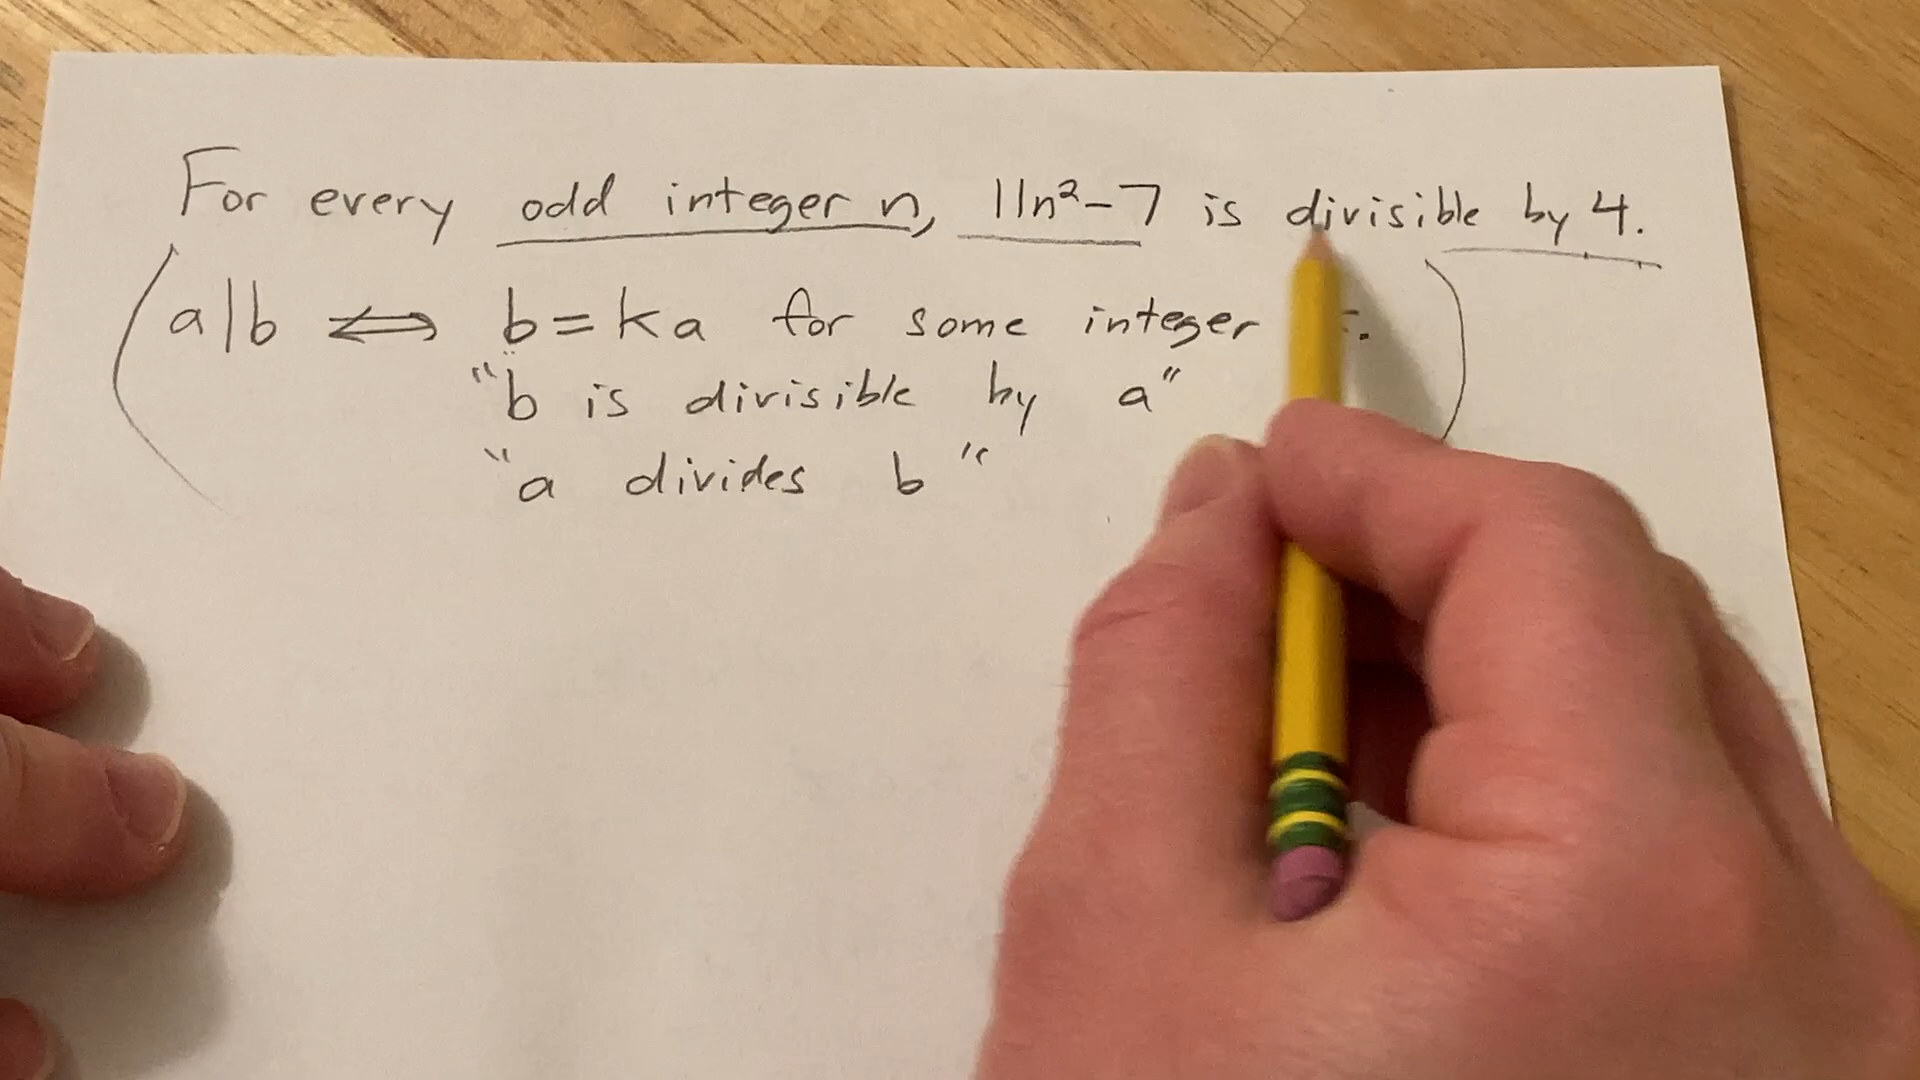 For every odd integer n, 11n²-7 is divisible by 4.
a|b ⟺ b=ka for some integer
"b is divisible by a"
"a divides b"